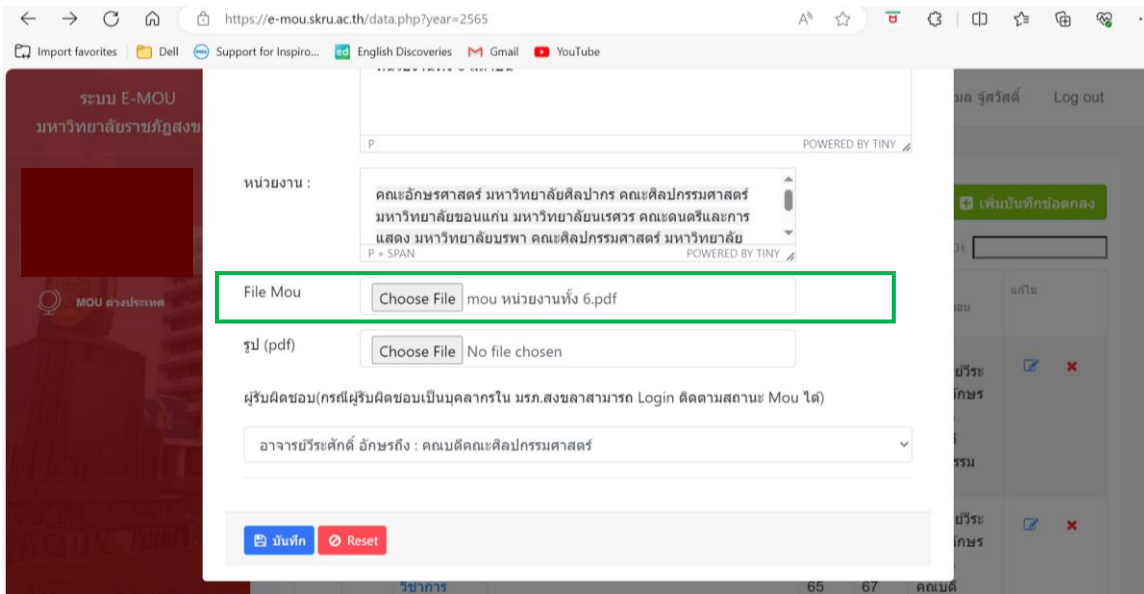 https://e-mou.skru.ac.th/data.php?year=2565
Import favorites Dell Support for Inspiro... ed English Discoveries Gmail YouTube
ระบบ E-MOU
มหาวิทยาลัยราชภัฏสงข
Log out
P POWERED BY TINY
หน่วยงาน :
คณะอักษรศาสตร์ มหาวิทยาลัยศิลปากร คณะศิลปกรรมศาสตร์
มหาวิทยาลัยขอนแก่น มหาวิทยาลัยนเรศวร คณะดนตรีและการ
แสดง มหาวิทยาลัยบูรพา คณะศิลปกรรมศาสตร์ มหาวิทยาลัย
P » SPAN POWERED BY TINY
เพิ่มบันทึกข้อตกลง
MOU ต่างประเทศ
File Mou Choose File mou หน่วยงานทั้ง 6.pdf
แก้ไข
รูป (pdf) Choose File No file chosen
ผู้รับผิดชอบ(กรณีผู้รับผิดชอบเป็นบุคลากรใน มรภ.สงขลาสามารถ Login ติดตามสถานะ Mou ได้)
อาจารย์วีระศักดิ์ อักษรถึง : คณบดีคณะศิลปกรรมศาสตร์
บันทึก Reset
วิชาการ 65 67 คณบดี